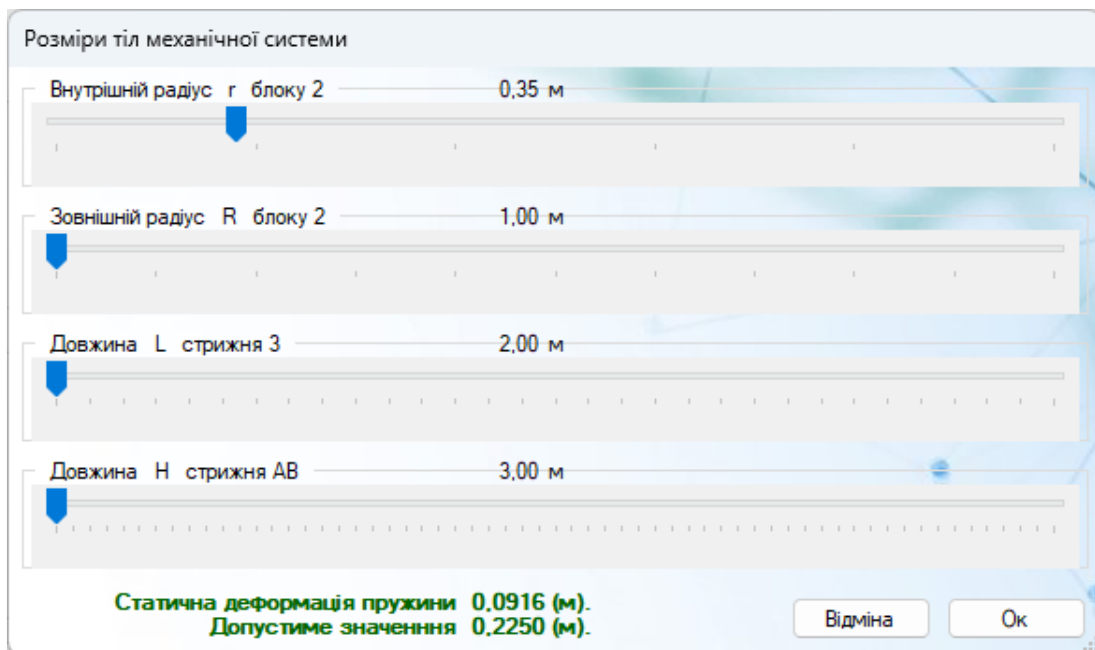 Розміри тіл механічної системи
Внутрішній радіус r блоку 2 0,35 м
Зовнішній радіус R блоку 2 1,00 м
Довжина L стрижня 3 2,00 м
Довжина H стрижня AB 3,00 м
Статична деформація пружини 0,0916 (м).
Допустиме значенння 0,2250 (м).
Відміна Ок